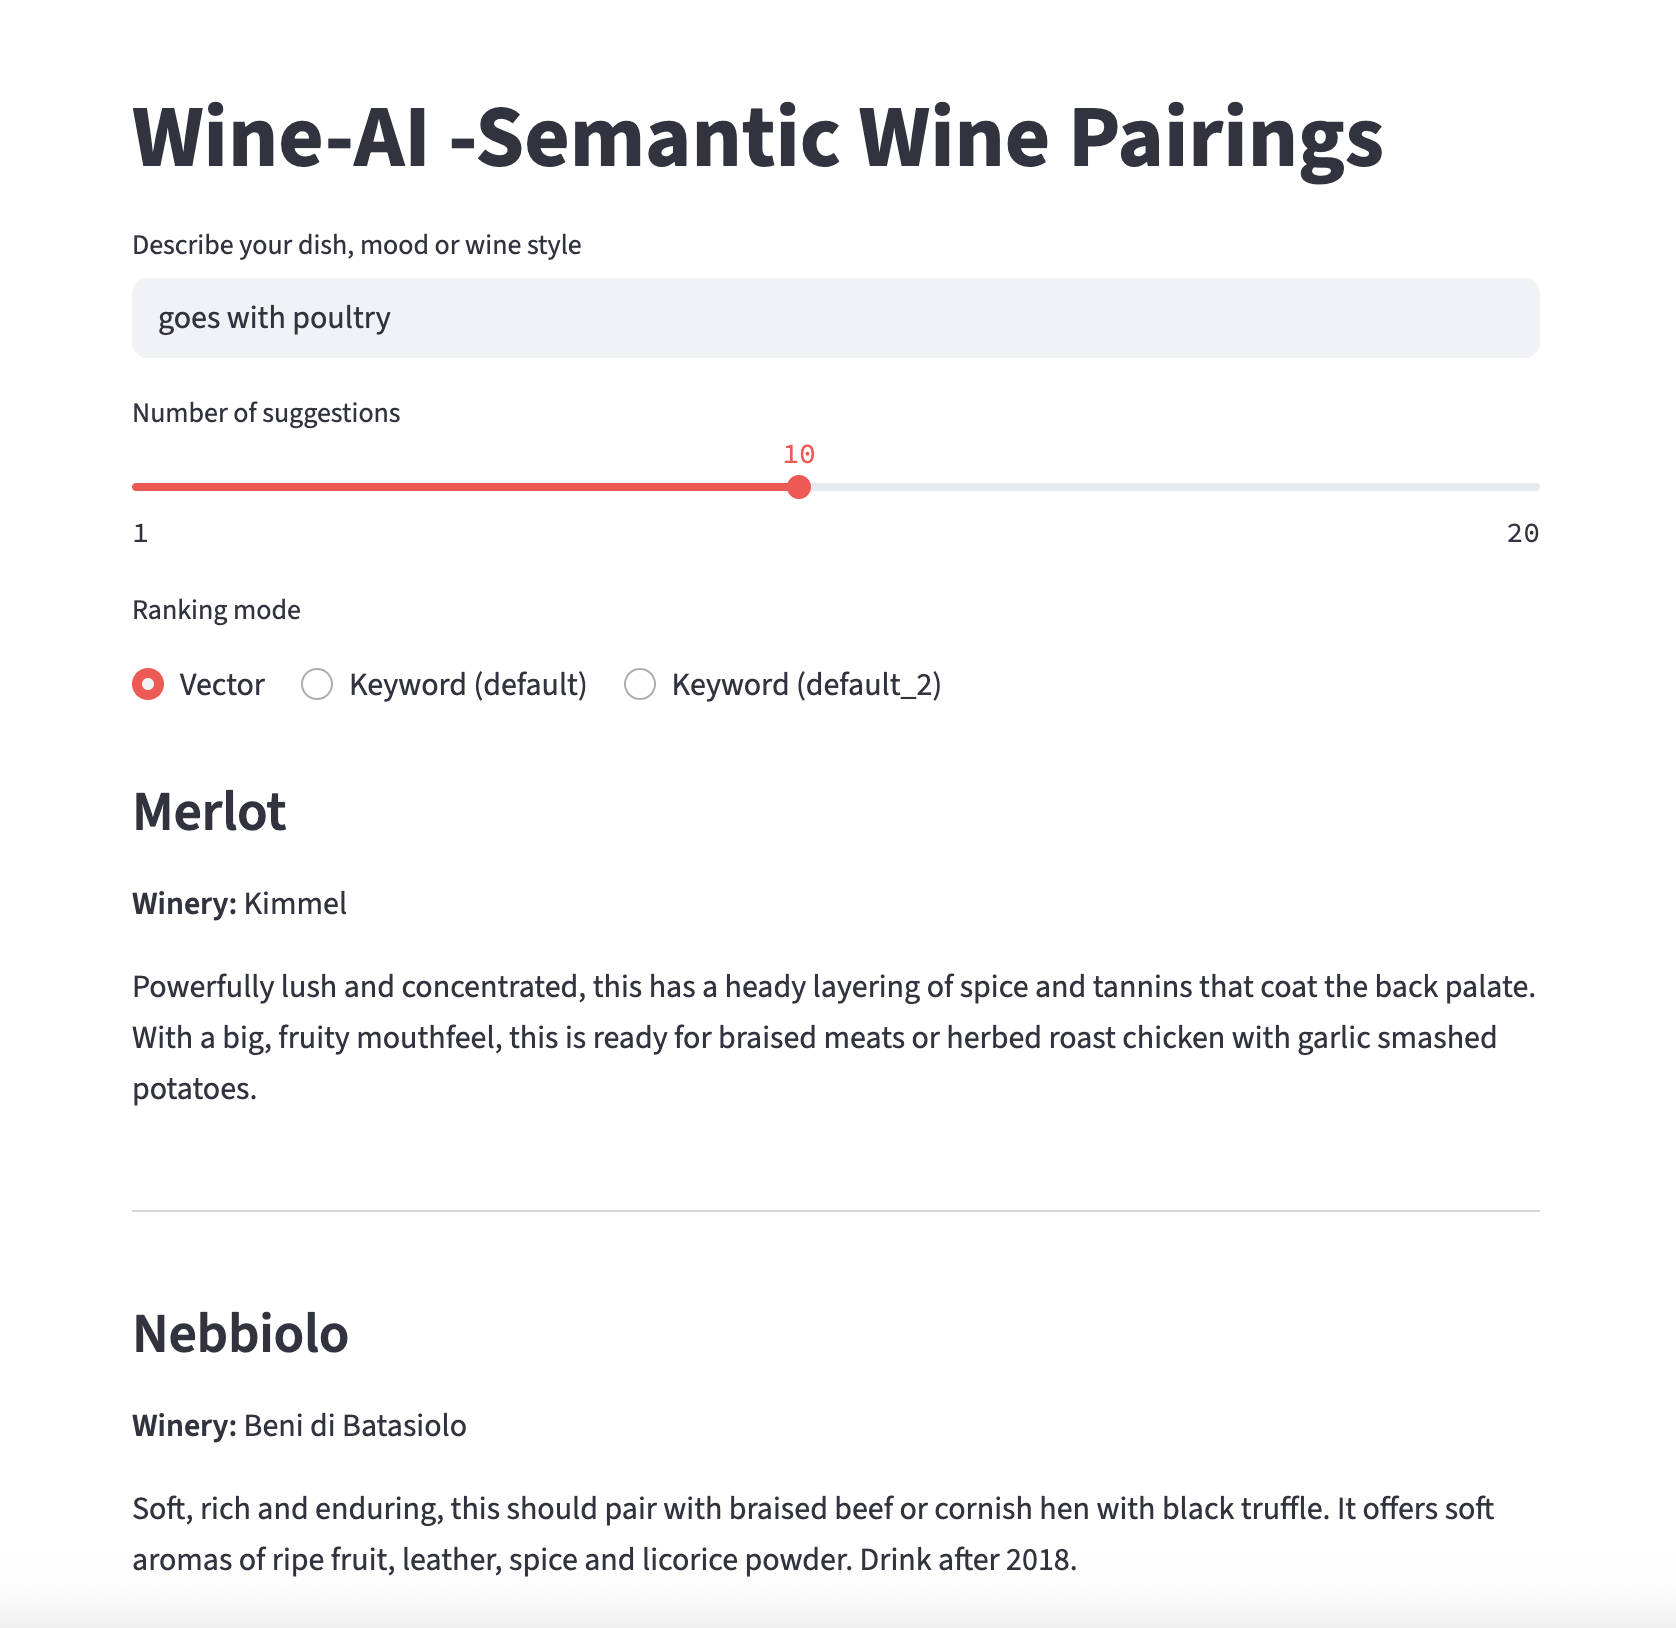 Wine-AI -Semantic Wine Pairings
Describe your dish, mood or wine style
goes with poultry
Number of suggestions
10
1 20
Ranking mode
Vector Keyword (default) Keyword (default_2)
Merlot
Winery: Kimmel
Powerfully lush and concentrated, this has a heady layering of spice and tannins that coat the back palate.
With a big, fruity mouthfeel, this is ready for braised meats or herbed roast chicken with garlic smashed
potatoes.
Nebbiolo
Winery: Beni di Batasiolo
Soft, rich and enduring, this should pair with braised beef or cornish hen with black truffle. It offers soft
aromas of ripe fruit, leather, spice and licorice powder. Drink after 2018.